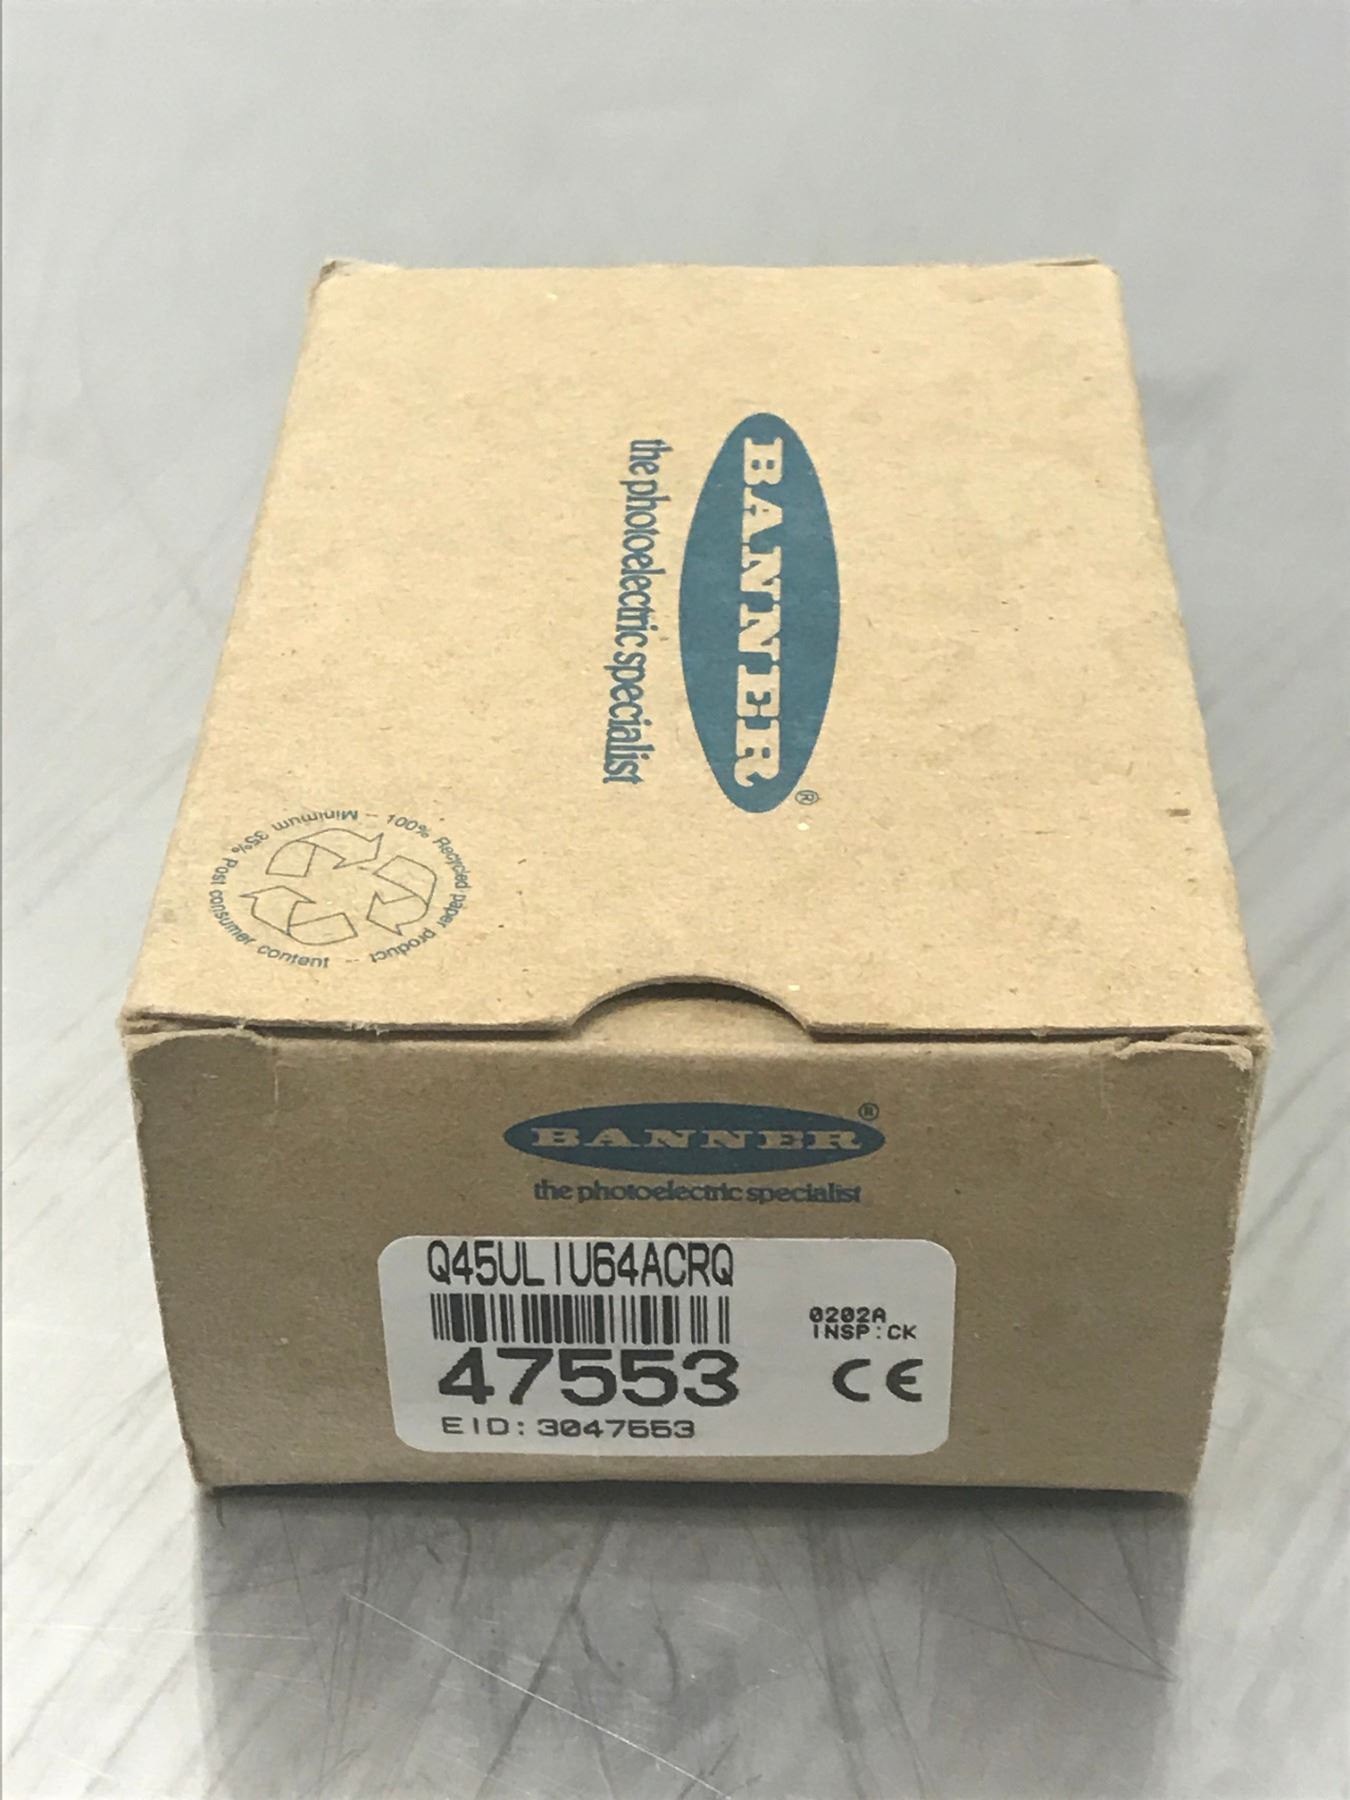 BANNER®
the photoelectric specialist
100% Recycled paper product -- Minimum 35% Post consumer content --
BANNER®
the photoelectric specialist
Q45ULIU64ACRQ
0202A
INSP:CK
47553
CE
EID: 3047553